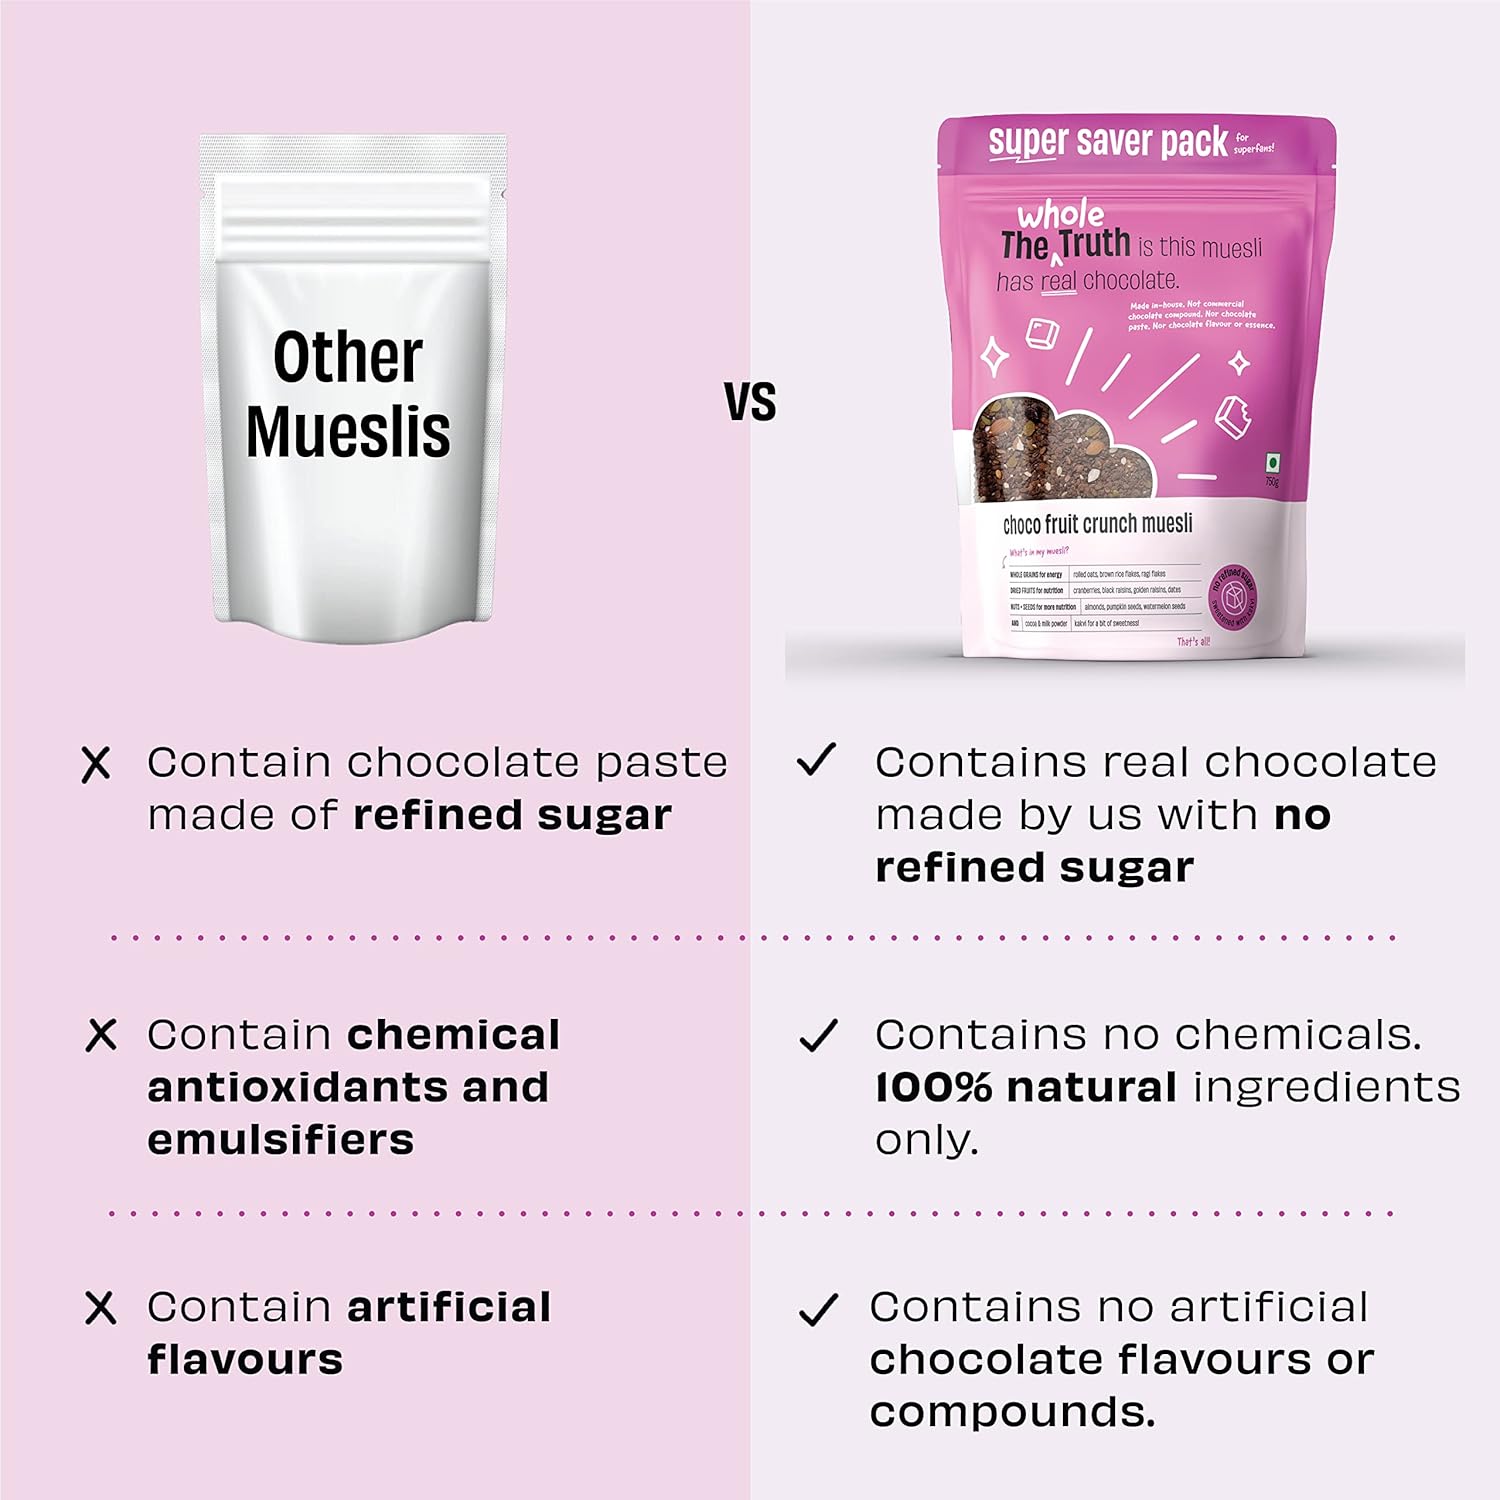 Other
Mueslis
vs
super saver pack for
superfans!
whole
The Truth is this muesli
has real chocolate.
Made in-house. Not commercial
chocolate compound. Nor chocolate
paste. Nor chocolate flavour or essence.
750g
choco fruit crunch muesli
What's in my muesli?
WHOLE GRAINS for energy rolled oats, brown rice flakes, ragi flakes
DRIED FRUITS for nutrition cranberries, black raisins, golden raisins, dates
NUTS + SEEDS for more nutrition almonds, pumpkin seeds, watermelon seeds
AND cocoa & milk powder kakvi for a bit of sweetness!
That's all!
no refined sugar
sweetened with kakvi
X Contain chocolate paste
made of refined sugar
✓ Contains real chocolate
made by us with no
refined sugar
X Contain chemical
antioxidants and
emulsifiers
✓ Contains no chemicals.
100% natural ingredients
only.
X Contain artificial
flavours
✓ Contains no artificial
chocolate flavours or
compounds.